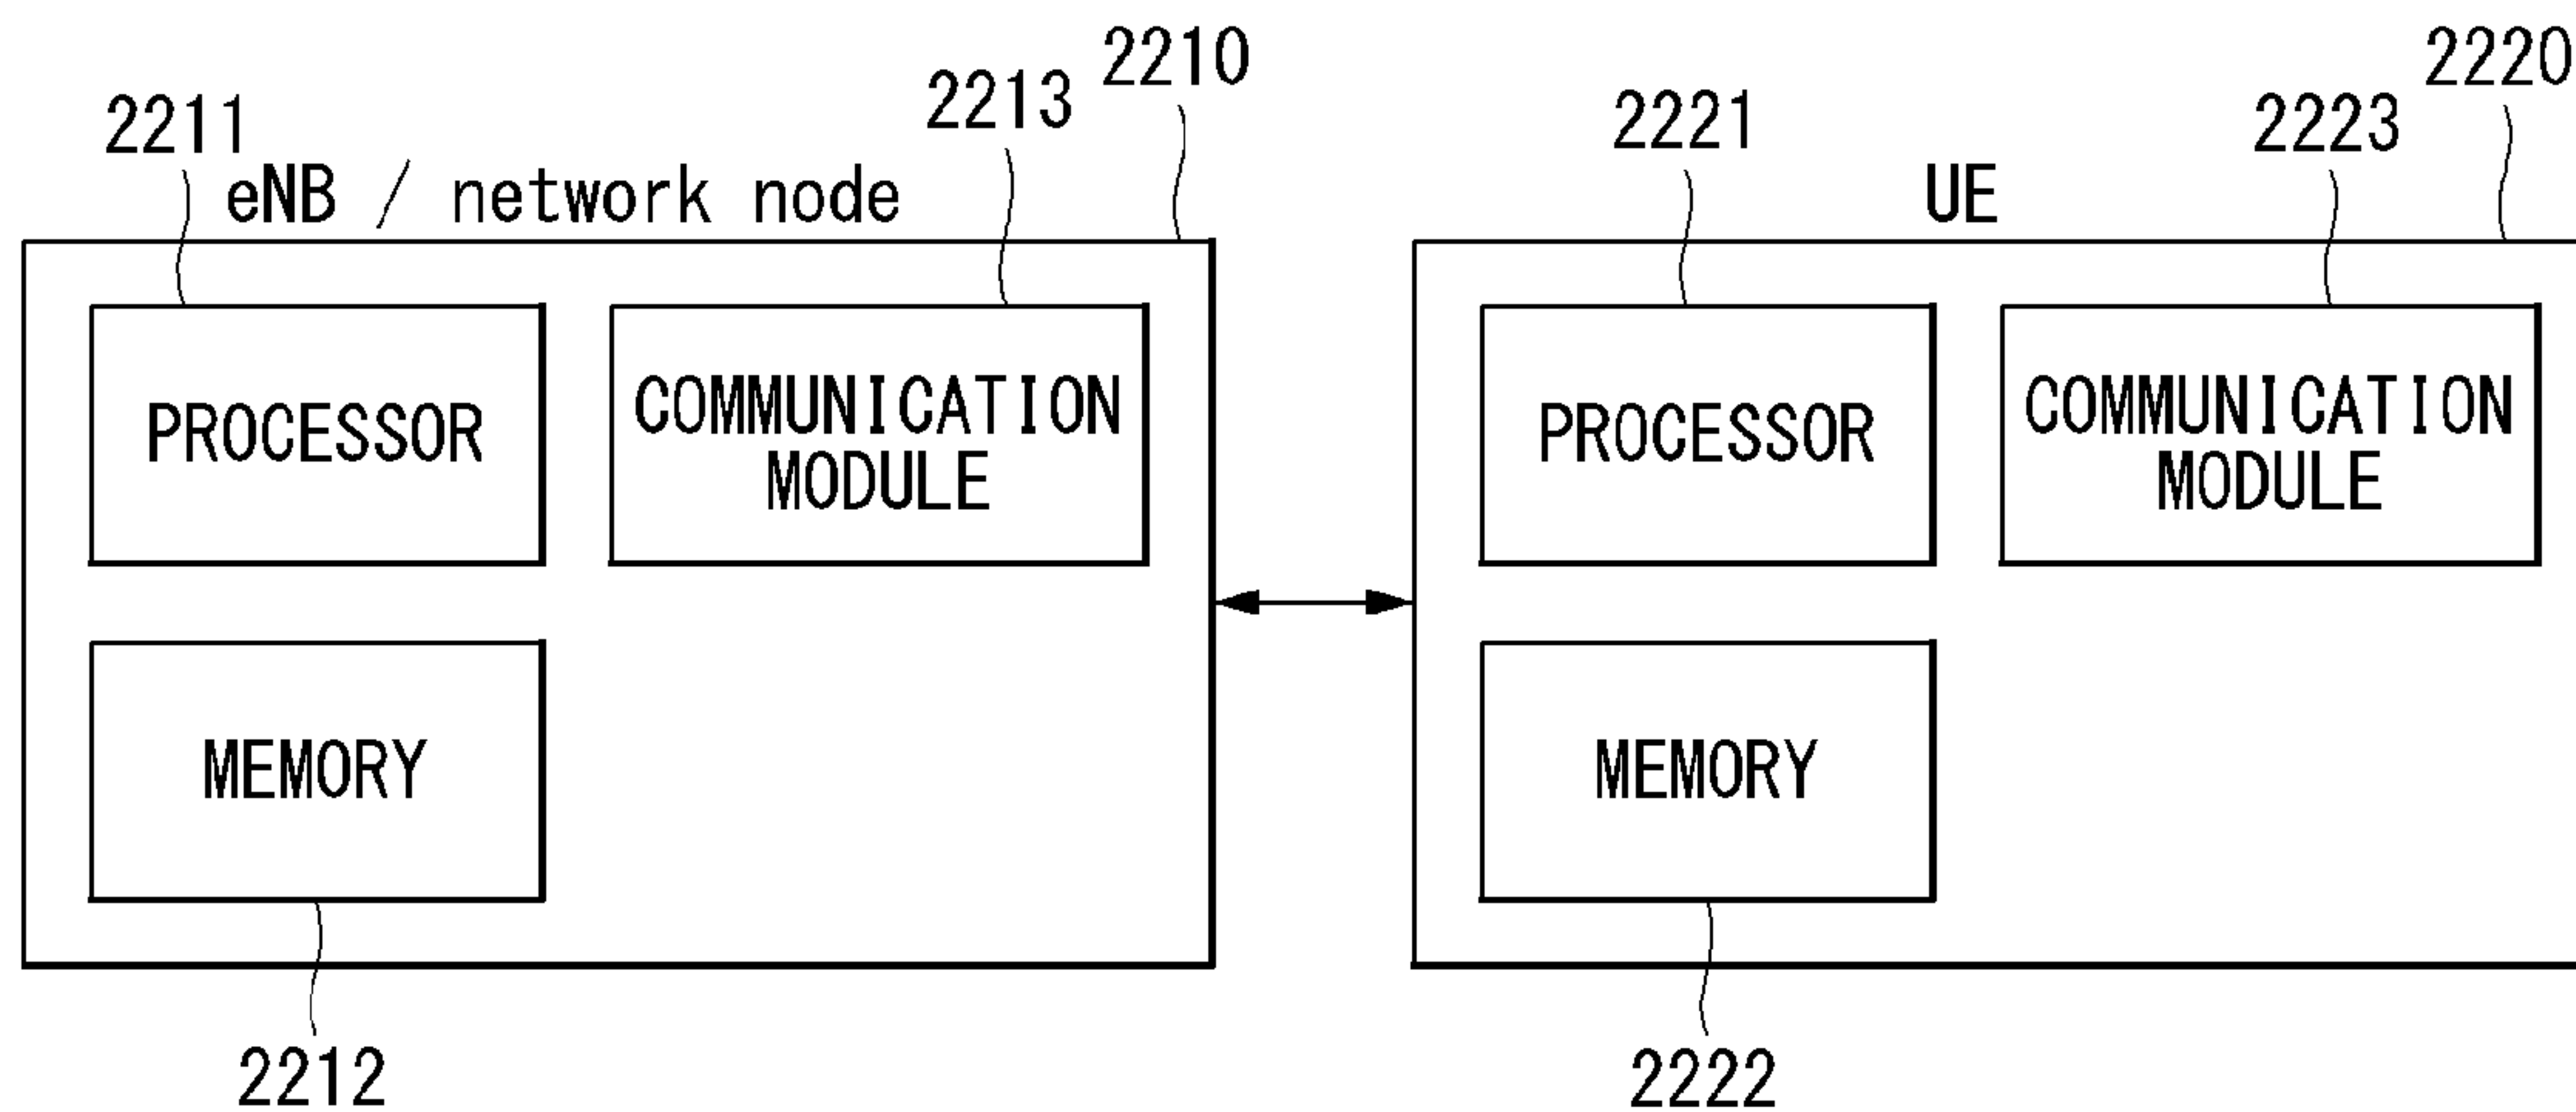 2210
2220
2213
2221
2223
2211
eNB / network node
UE
PROCESSOR
COMMUNICATION
MODULE
PROCESSOR
COMMUNICATION
MODULE
MEMORY
MEMORY
2212
2222